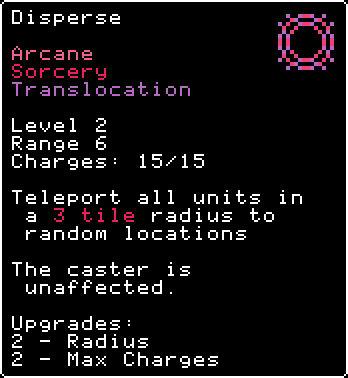 Disperse
Arcane
Sorcery
Translocation
Level 2
Range 6
Charges: 15/15
Teleport all units in
a 3 tile radius to
random locations
The caster is
unaffected.
Upgrades:
2 - Radius
2 - Max Charges